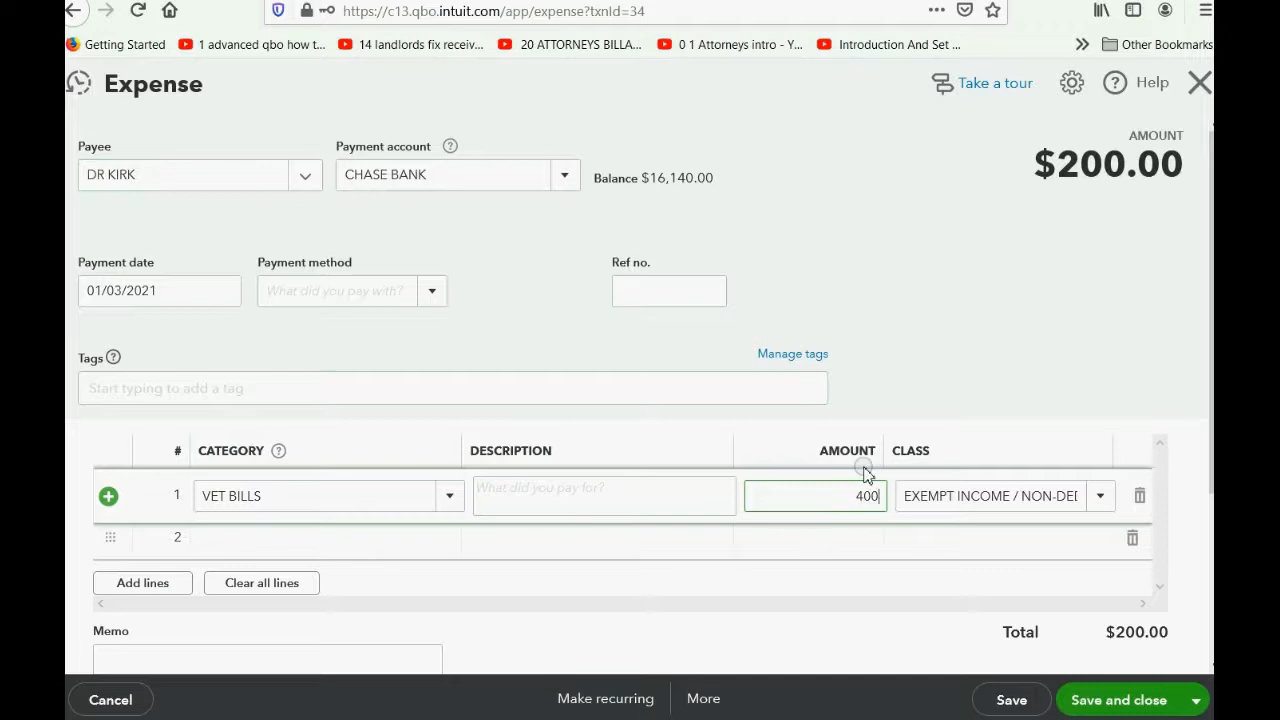 https://c13.qbo.intuit.com/app/expense?txnId=34
Getting Started 1 advanced qbo how t... 14 landlords fix receiv... 20 ATTORNEYS BILLA... 0 1 Attorneys intro - Y... Introduction And Set ... Other Bookmarks
Expense Take a tour ? Help
AMOUNT
$200.00
Payee Payment account ?
DR KIRK CHASE BANK Balance $16,140.00
Payment date Payment method Ref no.
01/03/2021 What did you pay with?
Tags ? Manage tags
Start typing to add a tag
# CATEGORY ? DESCRIPTION AMOUNT CLASS
1 VET BILLS What did you pay for? 400 EXEMPT INCOME / NON-DE
2
Add lines Clear all lines
Memo Total $200.00
Cancel Make recurring More Save Save and close